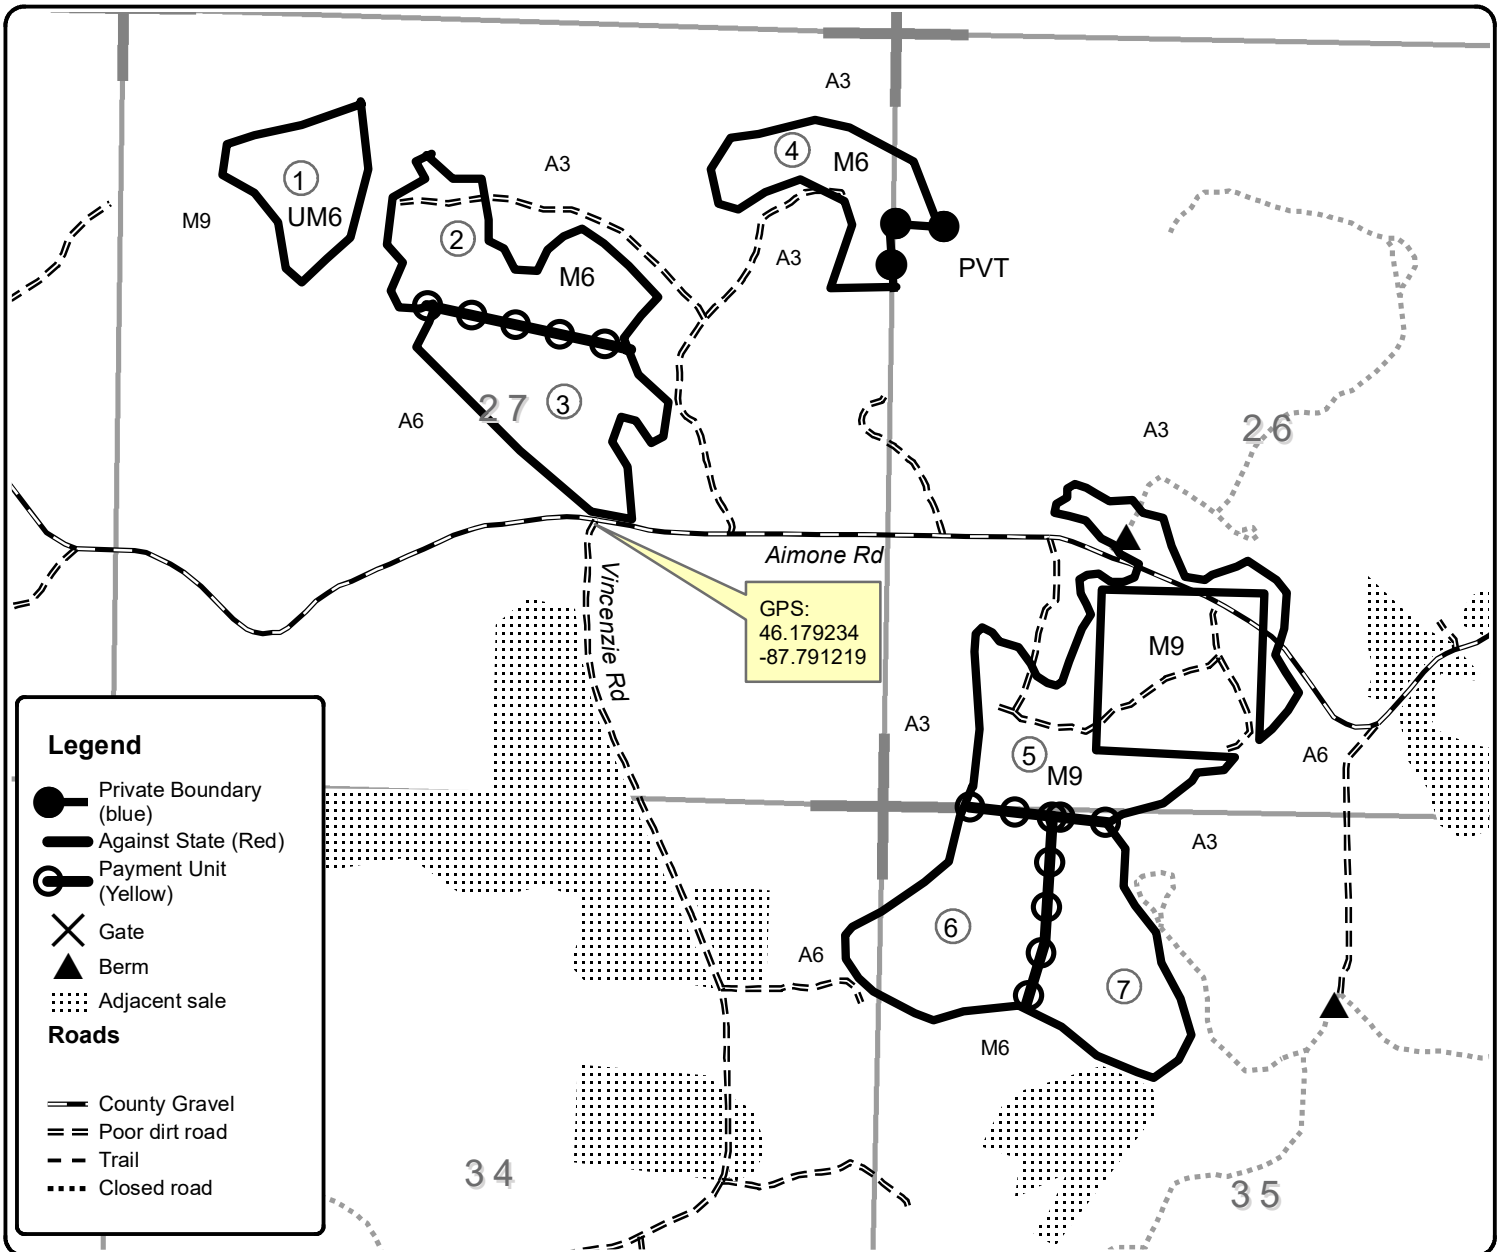 A3
4
M6
1
UM6
M9
A3
2
M6
A3
PVT
27
3
A6
A3
26
Aimone Rd
Vincenzie Rd
GPS:
46.179234
-87.791219
M9
A3
5
M9
A6
A3
6
A6
7
M6
34
35
Legend
Private Boundary
(blue)
Against State (Red)
Payment Unit
(Yellow)
Gate
Berm
Adjacent sale
Roads
County Gravel
Poor dirt road
Trail
Closed road